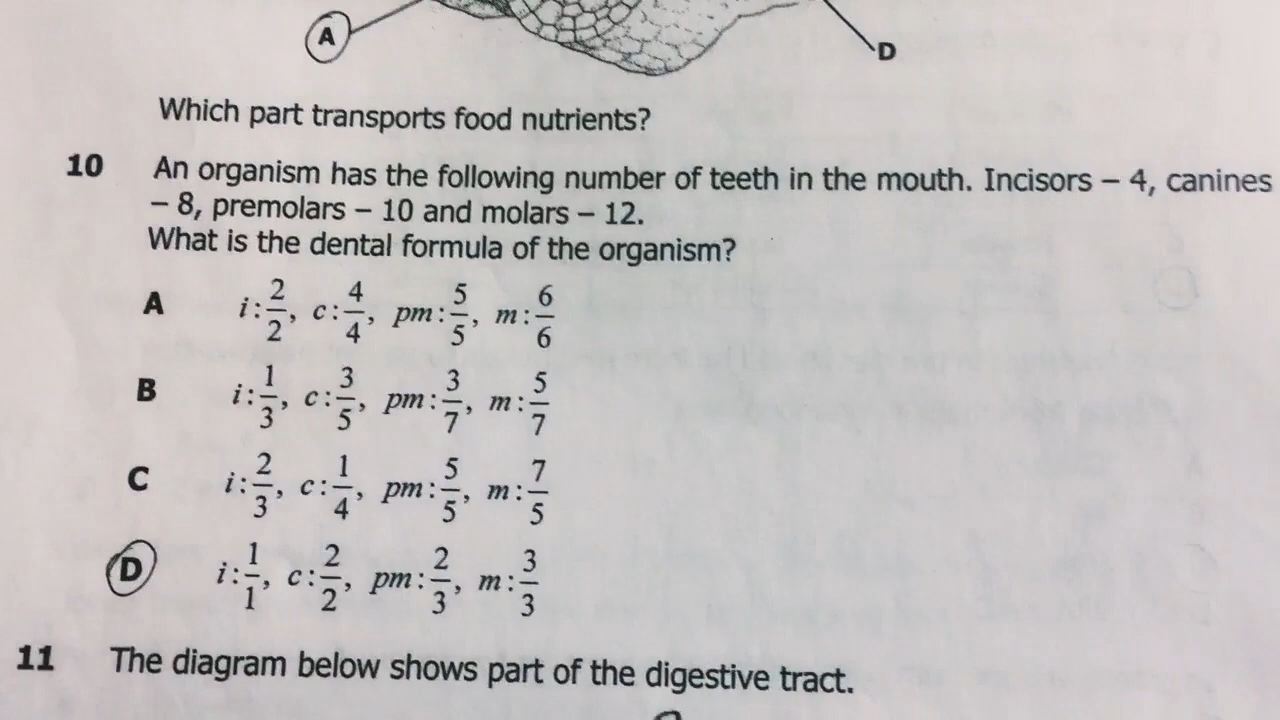 A
D
Which part transports food nutrients?
10 An organism has the following number of teeth in the mouth. Incisors – 4, canines
– 8, premolars – 10 and molars – 12.
What is the dental formula of the organism?
A i: 2/2, c: 4/4, pm: 5/5, m: 6/6
B i: 1/3, c: 3/5, pm: 3/7, m: 5/7
C i: 2/3, c: 1/4, pm: 5/5, m: 7/5
D i: 1/1, c: 2/2, pm: 2/3, m: 3/3
11 The diagram below shows part of the digestive tract.